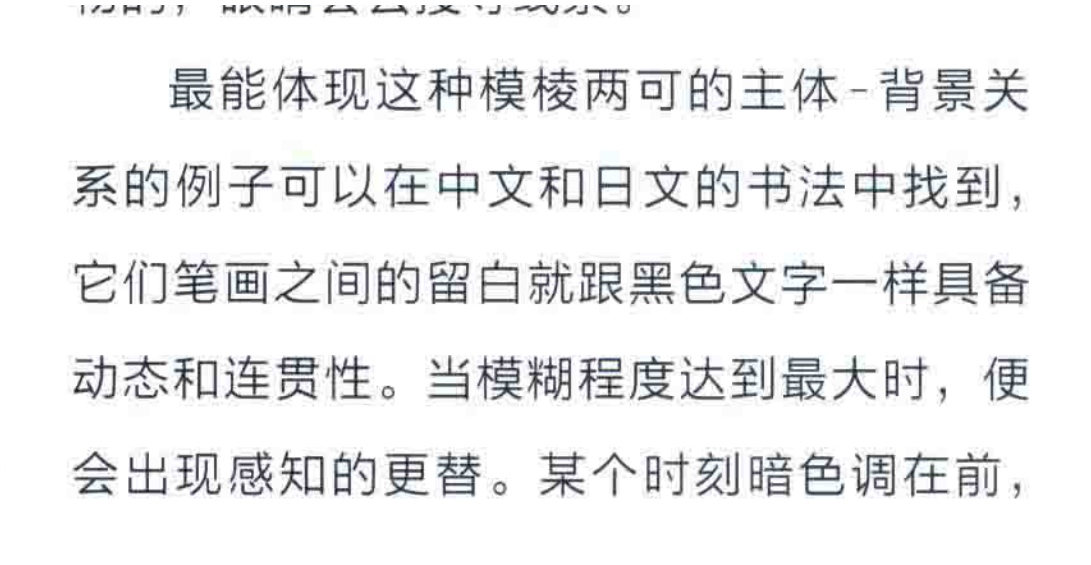 最能体现这种模棱两可的主体-背景关
系的例子可以在中文和日文的书法中找到，
它们笔画之间的留白就跟黑色文字一样具备
动态和连贯性。当模糊程度达到最大时，便
会出现感知的更替。某个时刻暗色调在前，